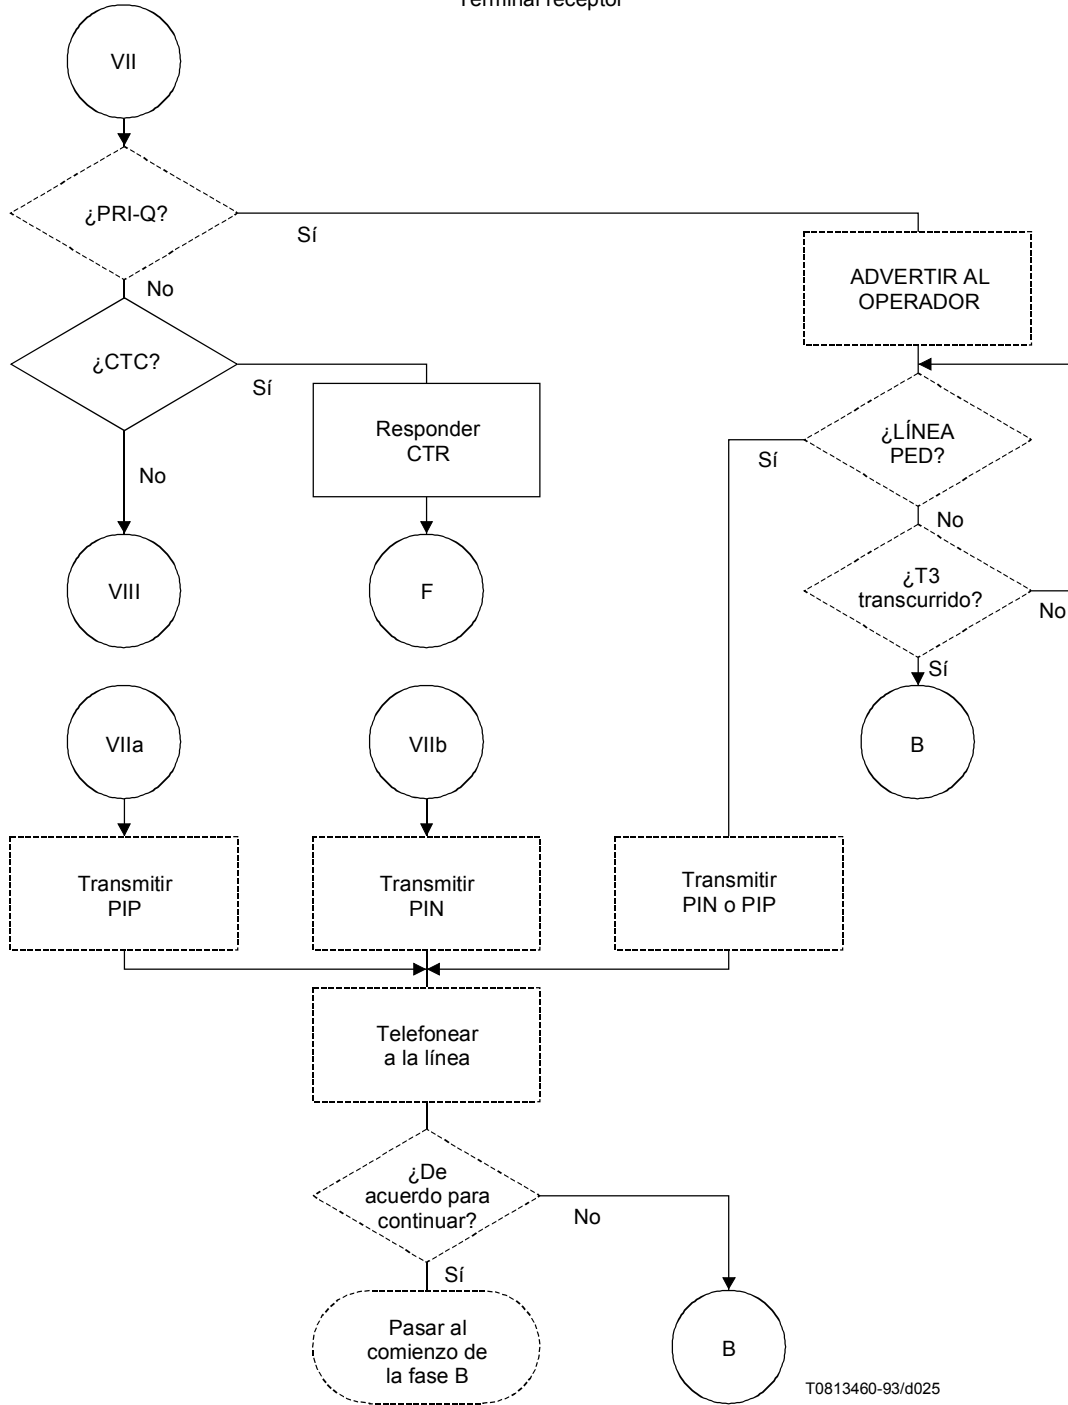 Terminal receptor
VII
¿PRI-Q?
Sí
No
ADVERTIR AL
OPERADOR
¿CTC?
Sí
No
Responder
CTR
¿LÍNEA
PED?
Sí
No
VIII
F
¿T3
transcurrido?
No
Sí
VIIa
VIIb
B
Transmitir
PIP
Transmitir
PIN
Transmitir
PIN o PIP
Telefonear
a la línea
¿De
acuerdo para
continuar?
No
Sí
Pasar al
comienzo de
la fase B
B
T0813460-93/d025